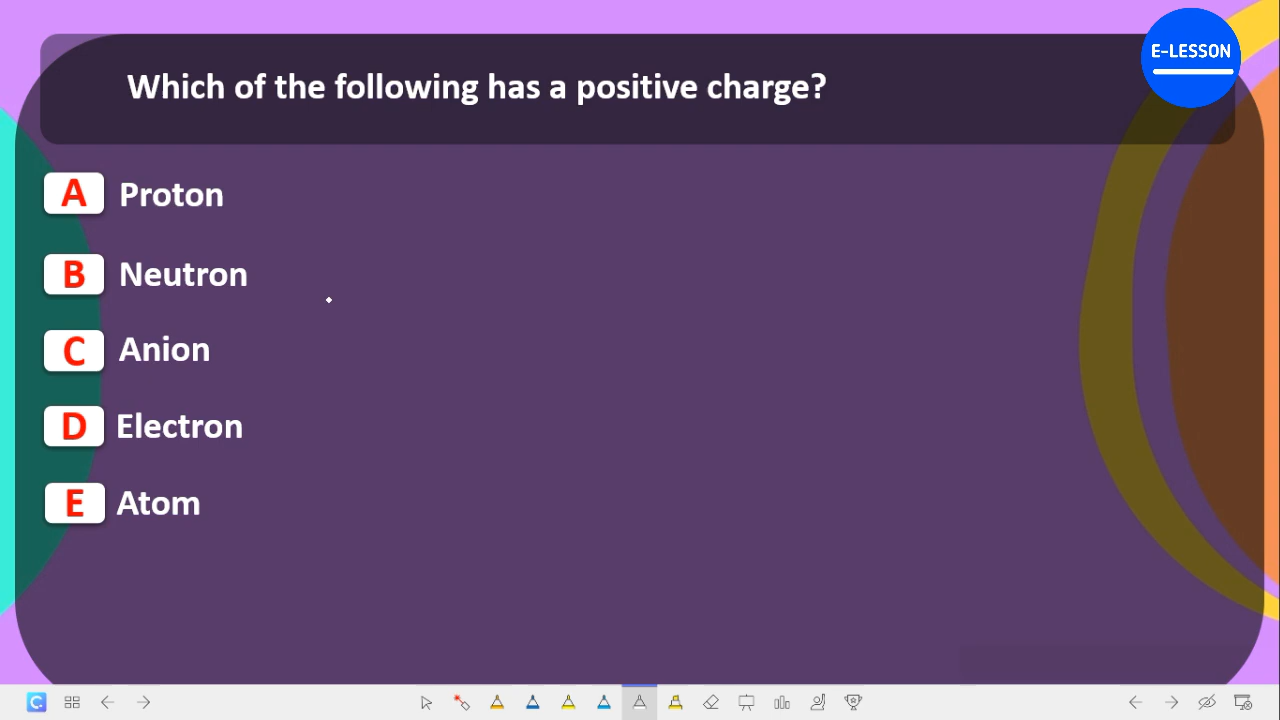 E-LESSON
Which of the following has a positive charge?
A Proton
B Neutron
C Anion
D Electron
E Atom